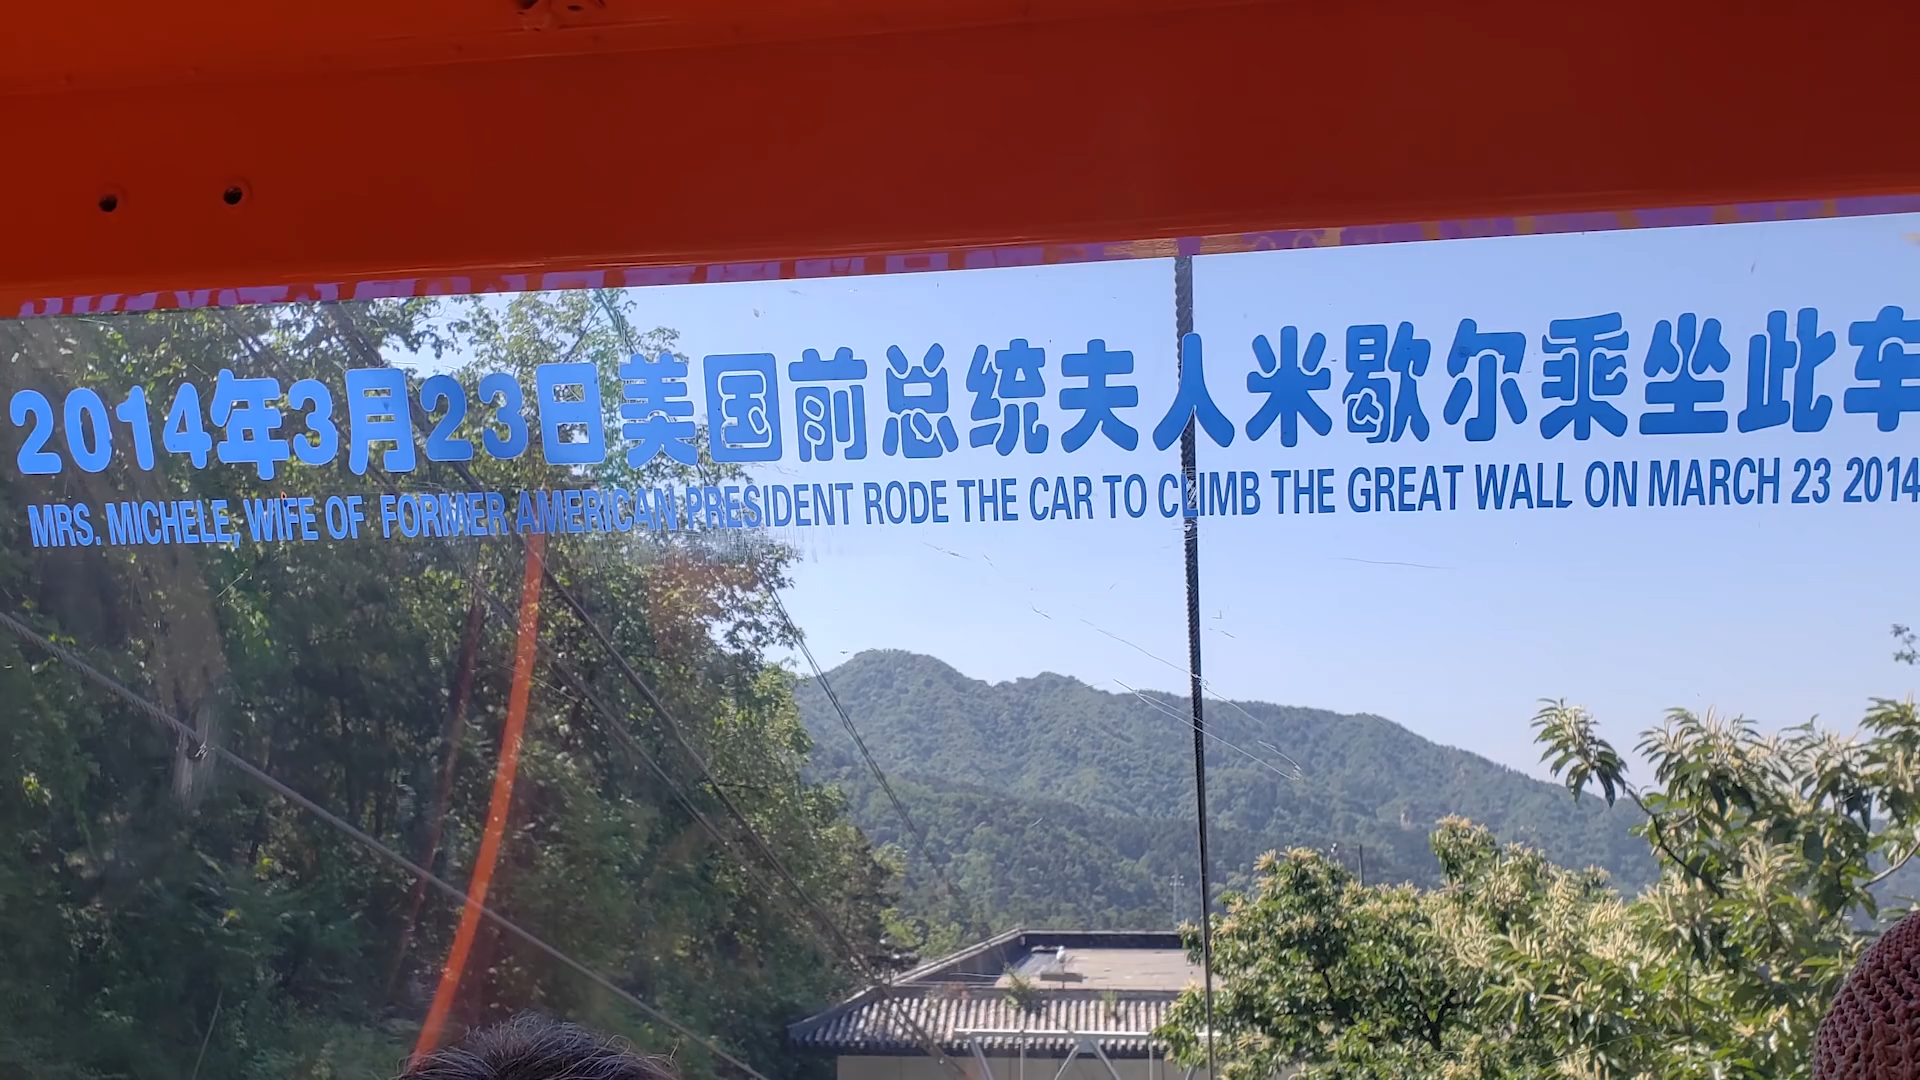 2014年3月23日美国前总统夫人米歇尔乘坐此车
MRS. MICHELE, WIFE OF FORMER AMERICAN PRESIDENT RODE THE CAR TO CLIMB THE GREAT WALL ON MARCH 23 2014